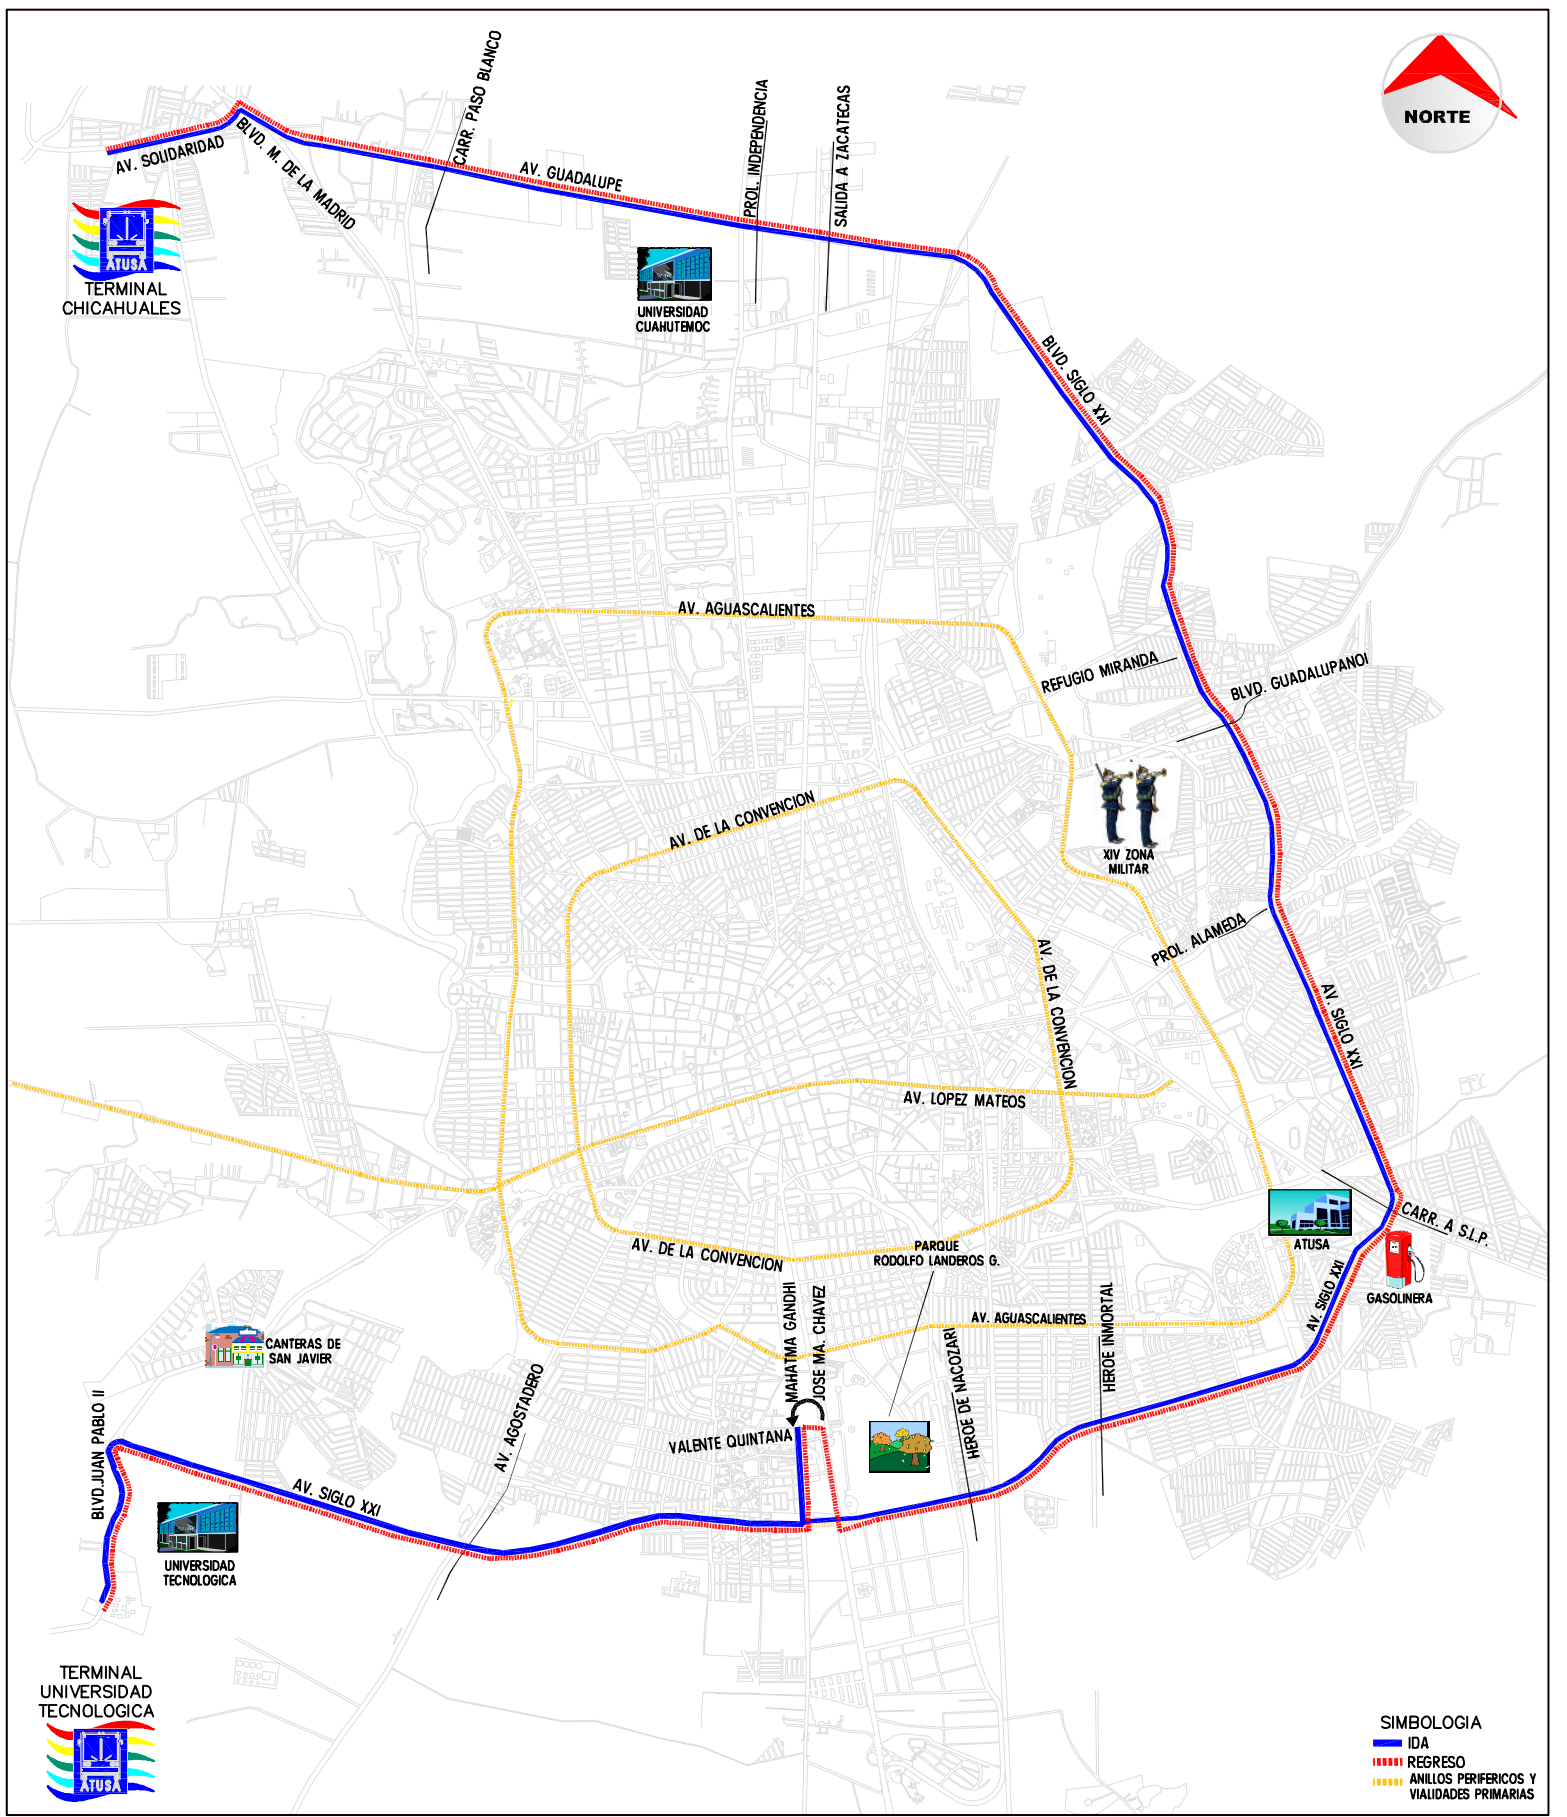 NORTE
CARR. PASO BLANCO
PROL. INDEPENDENCIA
SALIDA A ZACATECAS
AV. SOLIDARIDAD
BLVD. M. DE LA MADRID
AV. GUADALUPE
ATUSA
TERMINAL
CHICAHUALES
UNIVERSIDAD
CUAHUTEMOC
BLVD. SIGLO XXI
AV. AGUASCALIENTES
REFUGIO MIRANDA
BLVD. GUADALUPANOI
AV. DE LA CONVENCION
XIV ZONA
MILITAR
PROL. ALAMEDA
AV. DE LA CONVENCION
AV. SIGLO XXI
AV. LOPEZ MATEOS
CARR. A S.L.P.
ATUSA
AV. DE LA CONVENCION
PARQUE
RODOLFO LANDEROS G.
GASOLINERA
AV. SIGLO XXI
MAHATMA GANDHI
JOSE MA. CHAVEZ
AV. AGUASCALIENTES
HEROE INMORTAL
HEROE DE NACOZARI
CANTERAS DE
SAN JAVIER
AV. AGOSTADERO
VALENTE QUINTANA
BLVD.JUAN PABLO II
AV. SIGLO XXI
UNIVERSIDAD
TECNOLOGICA
TERMINAL
UNIVERSIDAD
TECNOLOGICA
ATUSA
SIMBOLOGIA
IDA
REGRESO
ANILLOS PERIFERICOS Y
VIALIDADES PRIMARIAS